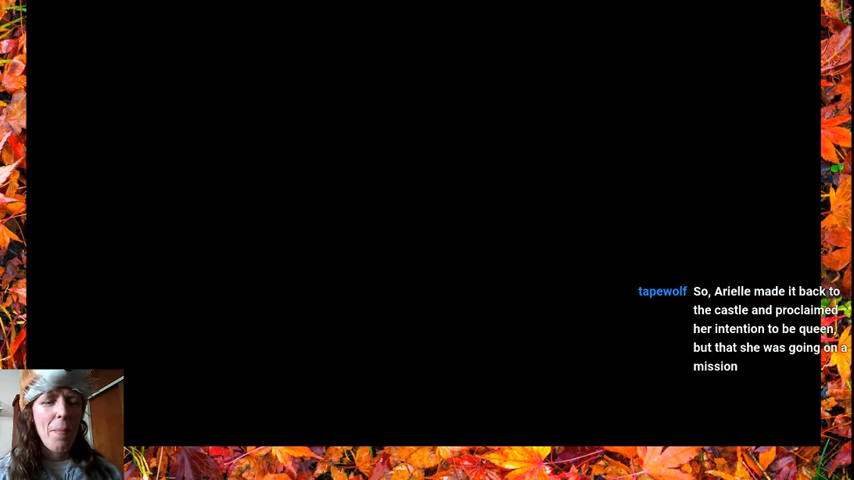 tapewolf So, Arielle made it back to
the castle and proclaimed
her intention to be queen,
but that she was going on a
mission